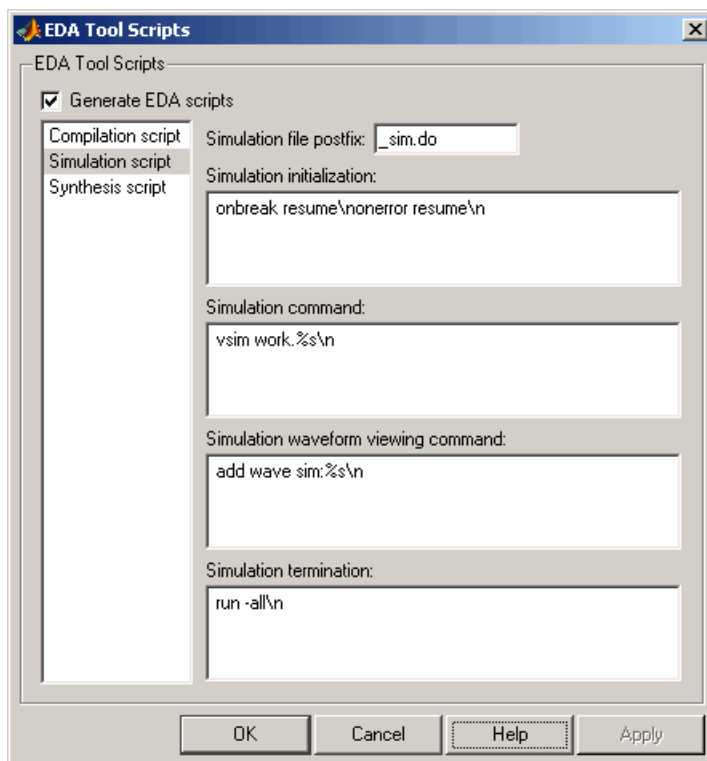 EDA Tool Scripts
EDA Tool Scripts
Generate EDA scripts
Compilation script
Simulation script
Synthesis script
Simulation file postfix: _sim.do
Simulation initialization:
onbreak resume\nonerror resume\n
Simulation command:
vsim work.%s\n
Simulation waveform viewing command:
add wave sim:%s\n
Simulation termination:
run -all\n
OK Cancel Help Apply